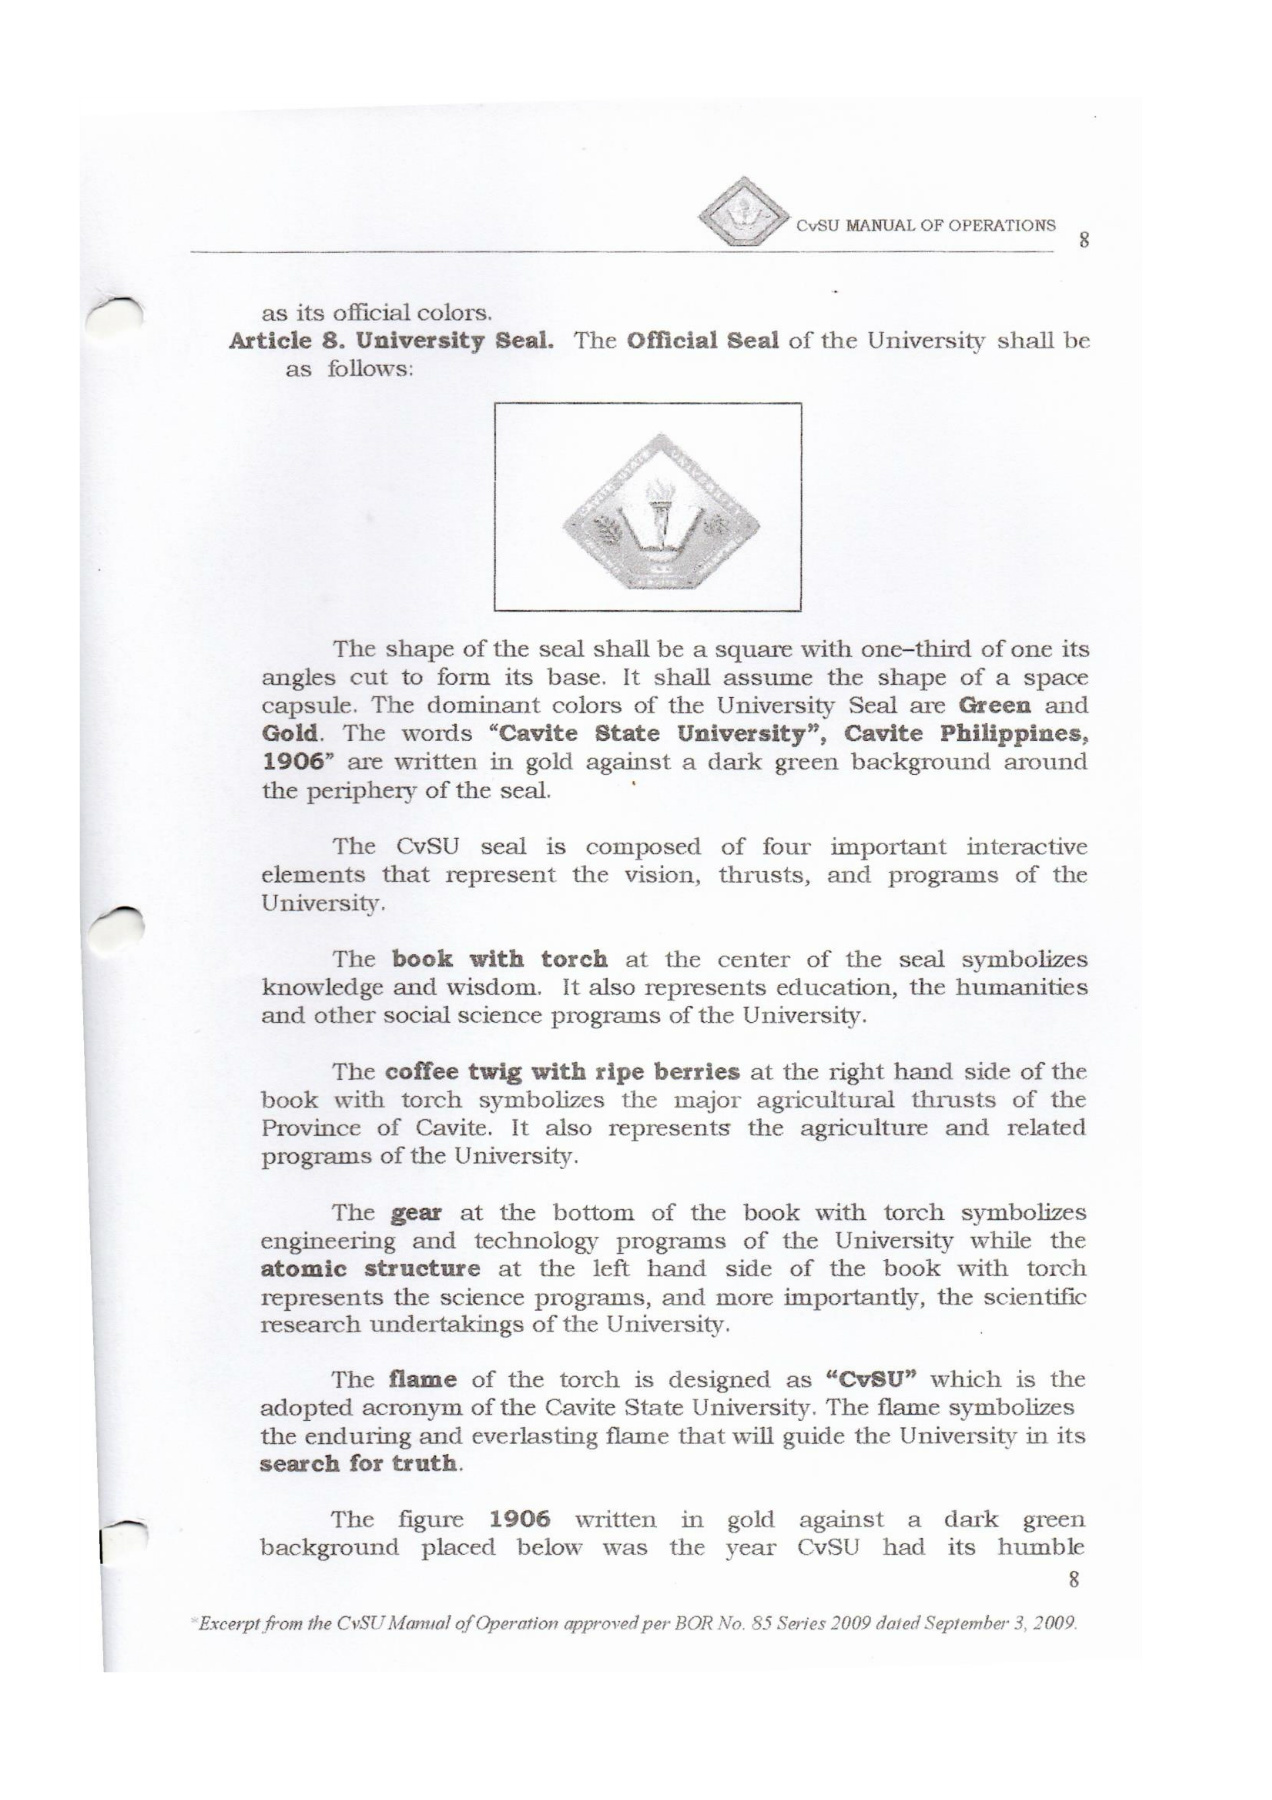 CvSU MANUAL OF OPERATIONS
8
as its official colors.
Article 8. University Seal. The Official Seal of the University shall be
as follows:
CAVITE STATE UNIVERSITY
The shape of the seal shall be a square with one–third of one its
angles cut to form its base. It shall assume the shape of a space
capsule. The dominant colors of the University Seal are Green and
Gold. The words “Cavite State University”, Cavite Philippines,
1906” are written in gold against a dark green background around
the periphery of the seal.
The CvSU seal is composed of four important interactive
elements that represent the vision, thrusts, and programs of the
University.
The book with torch at the center of the seal symbolizes
knowledge and wisdom. It also represents education, the humanities
and other social science programs of the University.
The coffee twig with ripe berries at the right hand side of the
book with torch symbolizes the major agricultural thrusts of the
Province of Cavite. It also represents the agriculture and related
programs of the University.
The gear at the bottom of the book with torch symbolizes
engineering and technology programs of the University while the
atomic structure at the left hand side of the book with torch
represents the science programs, and more importantly, the scientific
research undertakings of the University.
The flame of the torch is designed as “CvSU” which is the
adopted acronym of the Cavite State University. The flame symbolizes
the enduring and everlasting flame that will guide the University in its
search for truth.
The figure 1906 written in gold against a dark green
background placed below was the year CvSU had its humble
8
*Excerpt from the CvSU Manual of Operation approved per BOR No. 85 Series 2009 dated September 3, 2009.